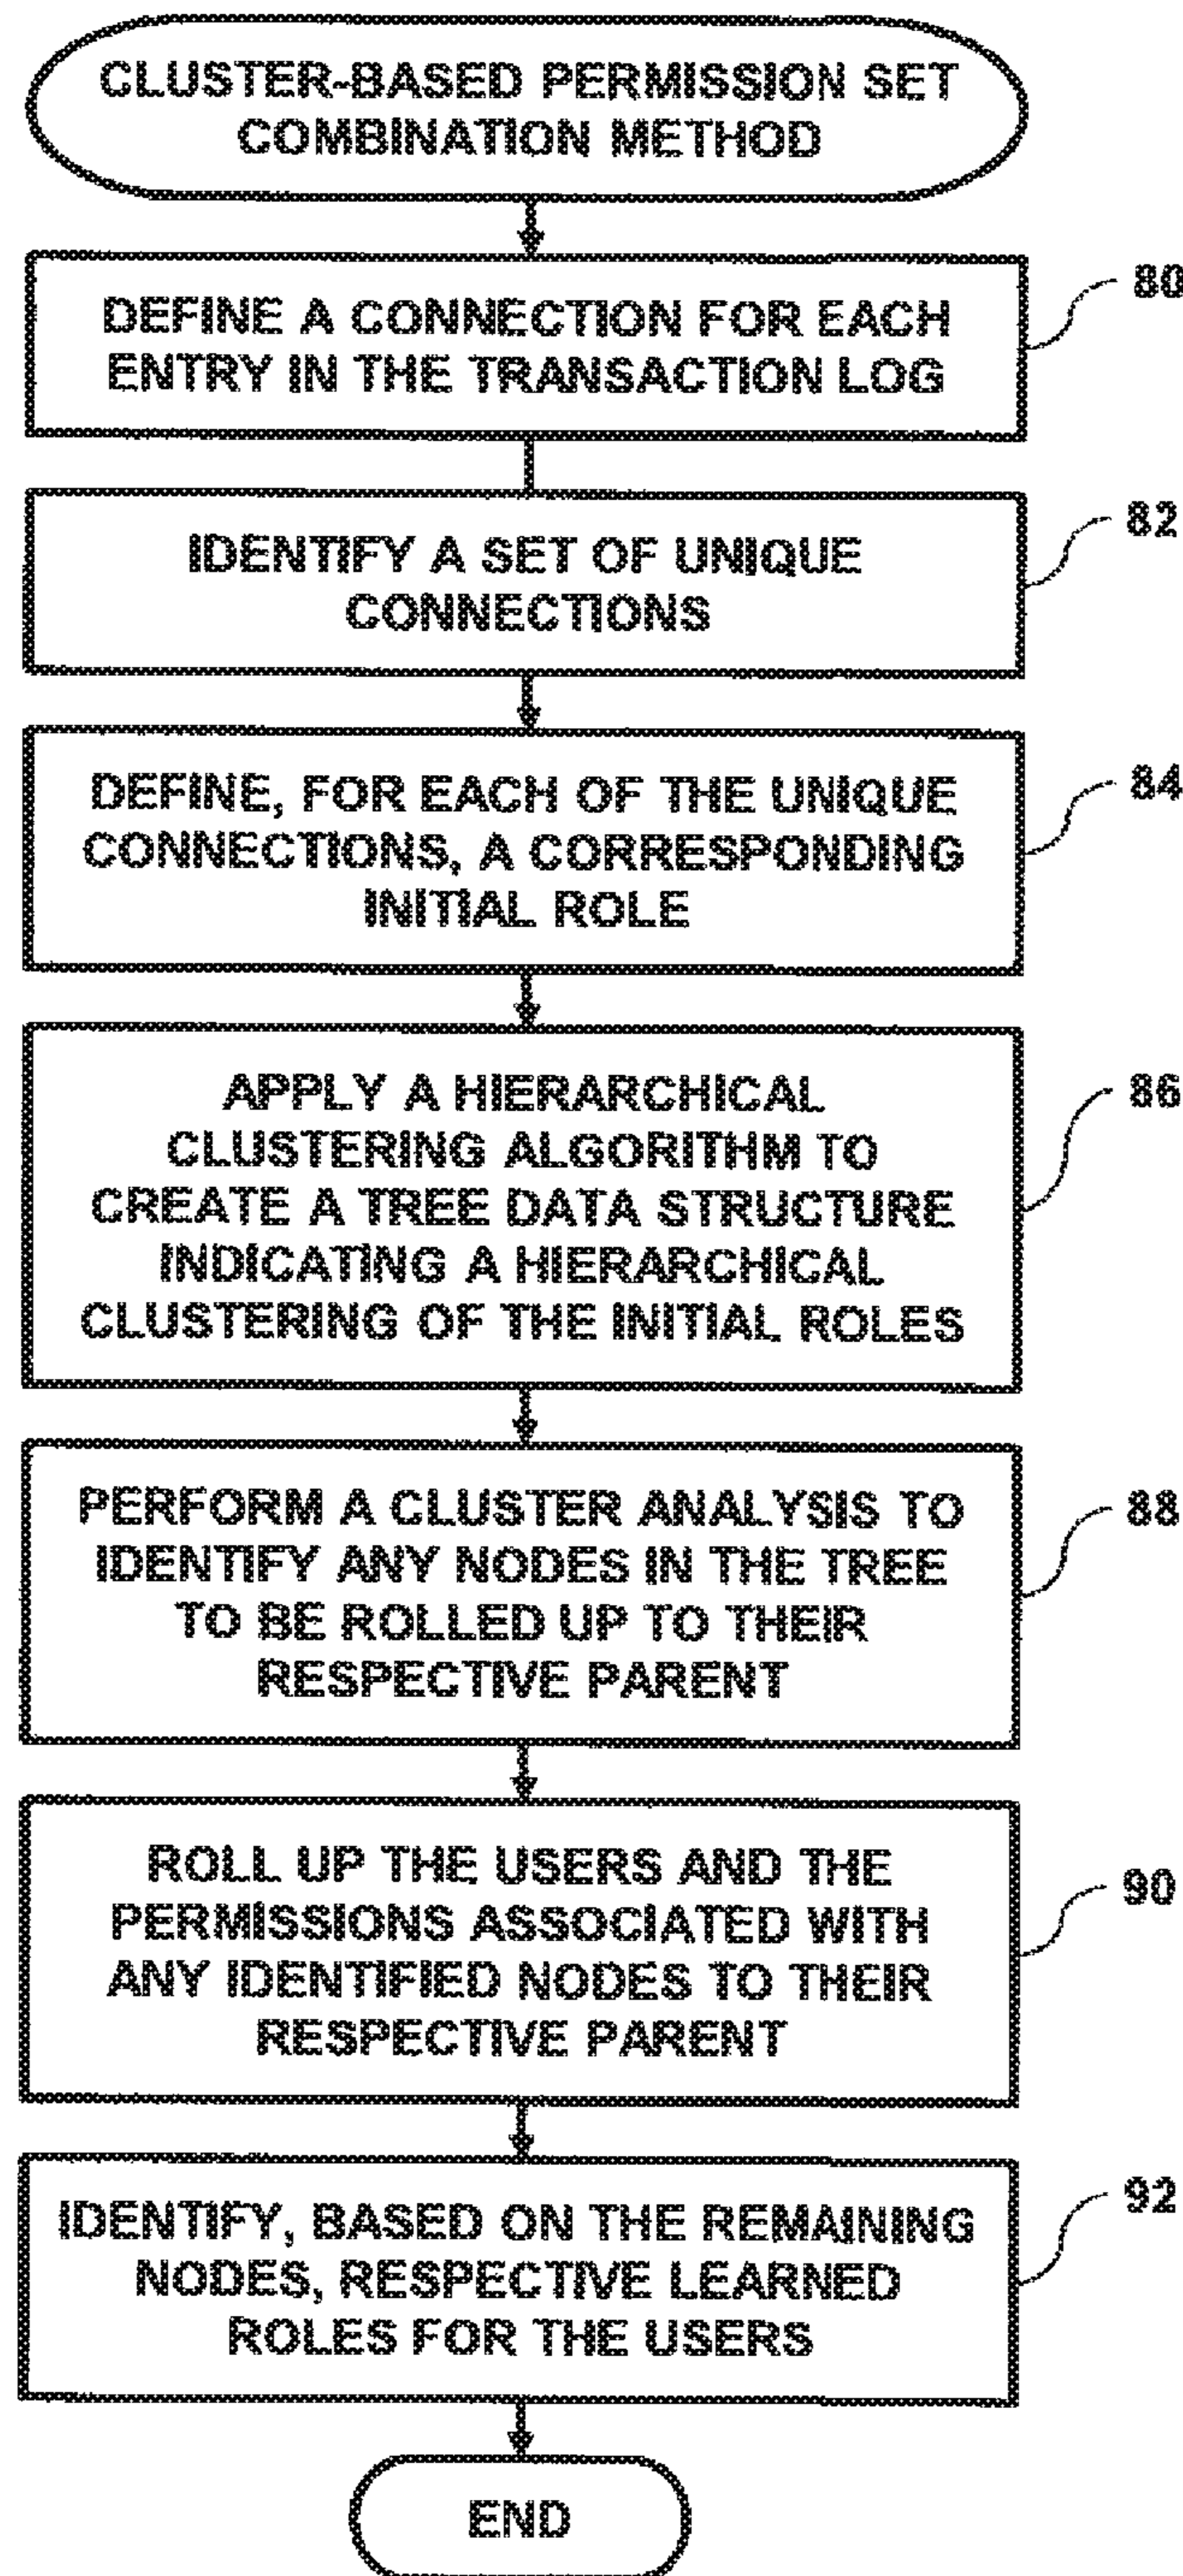 CLUSTER-BASED PERMISSION SET
COMBINATION METHOD
DEFINE A CONNECTION FOR EACH
ENTRY IN THE TRANSACTION LOG
80
IDENTIFY A SET OF UNIQUE
CONNECTIONS
82
DEFINE, FOR EACH OF THE UNIQUE
CONNECTIONS, A CORRESPONDING
INITIAL ROLE
84
APPLY A HIERARCHICAL
CLUSTERING ALGORITHM TO
CREATE A TREE DATA STRUCTURE
INDICATING A HIERARCHICAL
CLUSTERING OF THE INITIAL ROLES
86
PERFORM A CLUSTER ANALYSIS TO
IDENTIFY ANY NODES IN THE TREE
TO BE ROLLED UP TO THEIR
RESPECTIVE PARENT
88
ROLL UP THE USERS AND THE
PERMISSIONS ASSOCIATED WITH
ANY IDENTIFIED NODES TO THEIR
RESPECTIVE PARENT
90
IDENTIFY, BASED ON THE REMAINING
NODES, RESPECTIVE LEARNED
ROLES FOR THE USERS
92
END